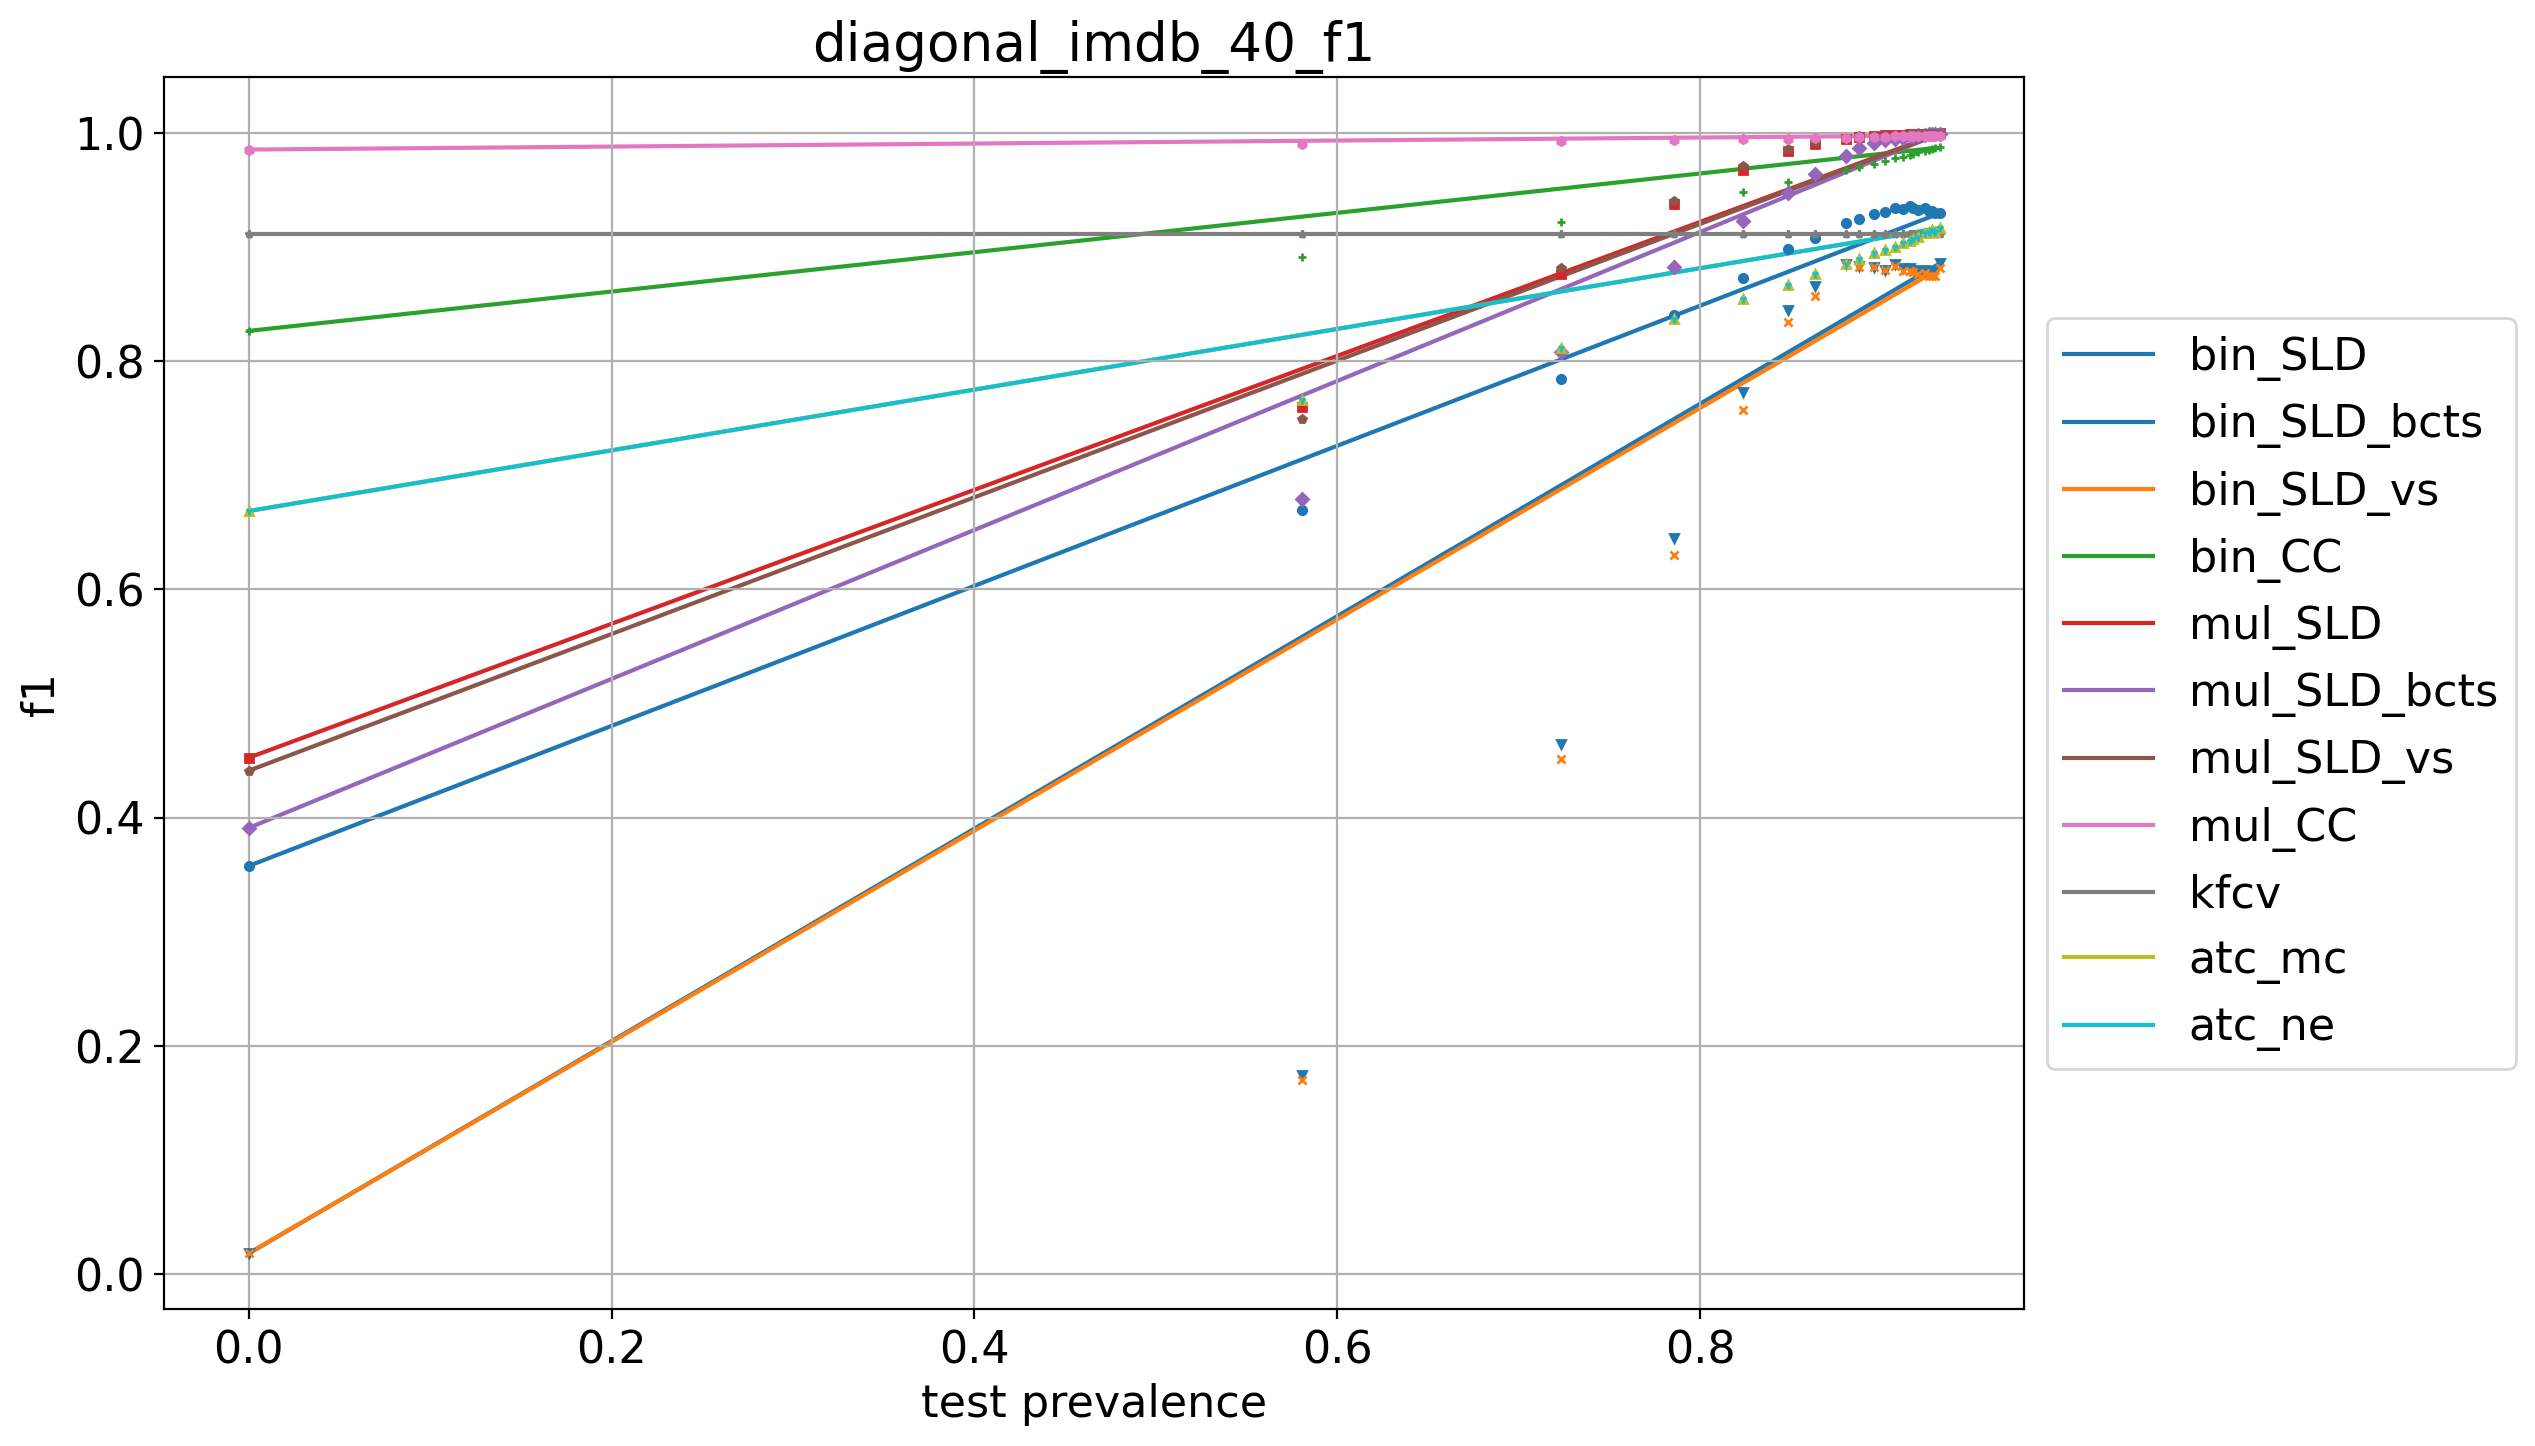 diagonal_imdb_40_f1
1.0
0.8
0.6
0.4
0.2
0.0
f1
0.0 0.2 0.4 0.6 0.8
test prevalence
bin_SLD
bin_SLD_bcts
bin_SLD_vs
bin_CC
mul_SLD
mul_SLD_bcts
mul_SLD_vs
mul_CC
kfcv
atc_mc
atc_ne